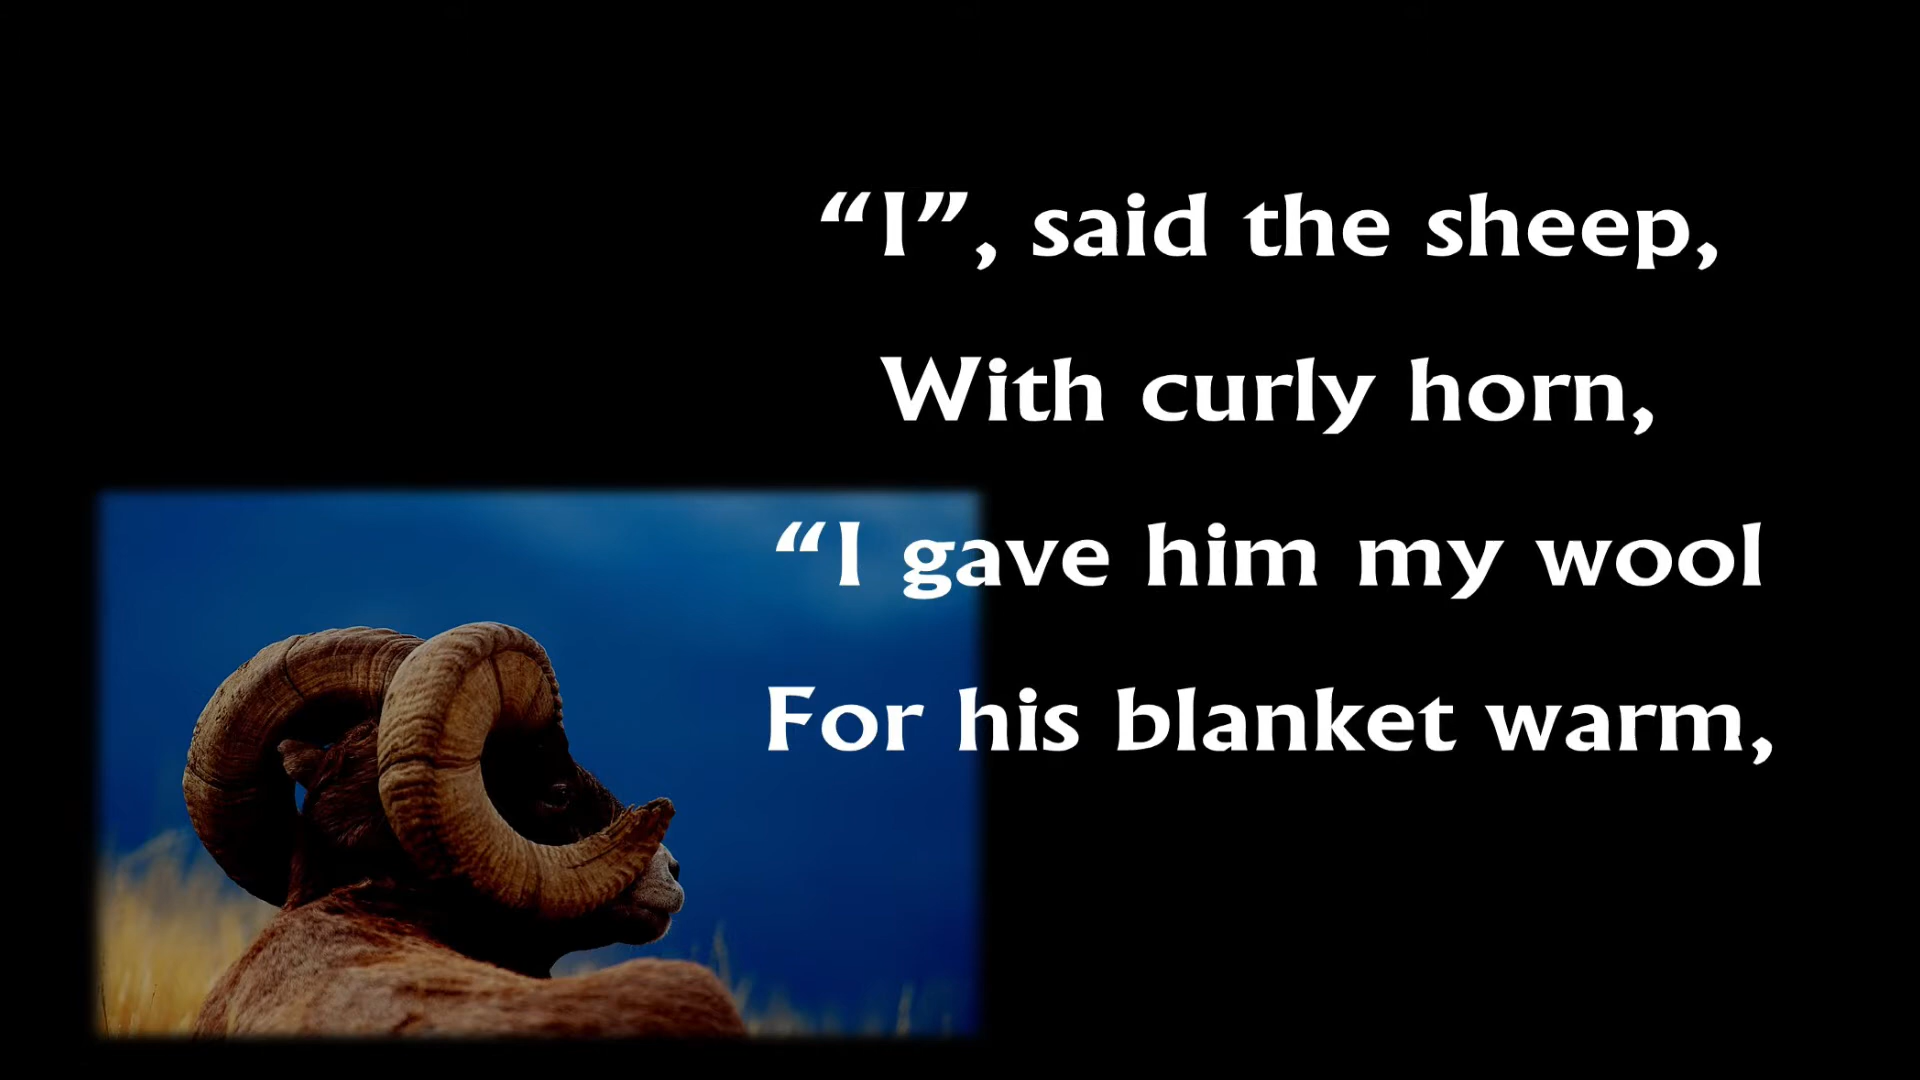 “I”, said the sheep,
With curly horn,
“I gave him my wool
For his blanket warm,